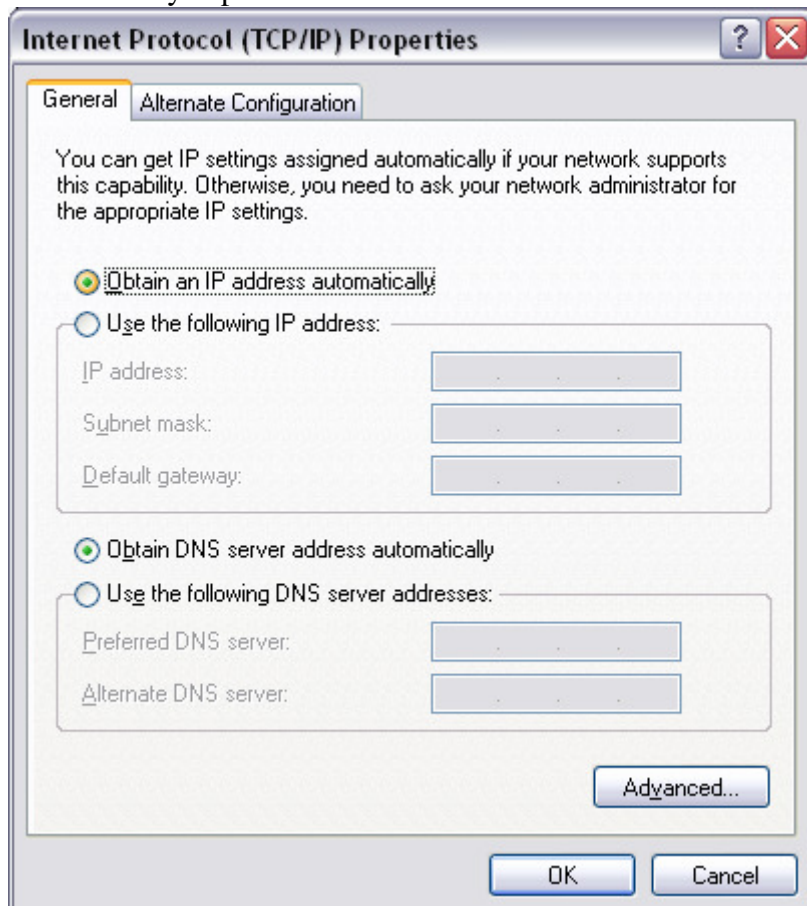 Internet Protocol (TCP/IP) Properties
General Alternate Configuration
You can get IP settings assigned automatically if your network supports
this capability. Otherwise, you need to ask your network administrator for
the appropriate IP settings.
Obtain an IP address automatically
Use the following IP address:
IP address:
Subnet mask:
Default gateway:
Obtain DNS server address automatically
Use the following DNS server addresses:
Preferred DNS server:
Alternate DNS server:
Advanced...
OK Cancel